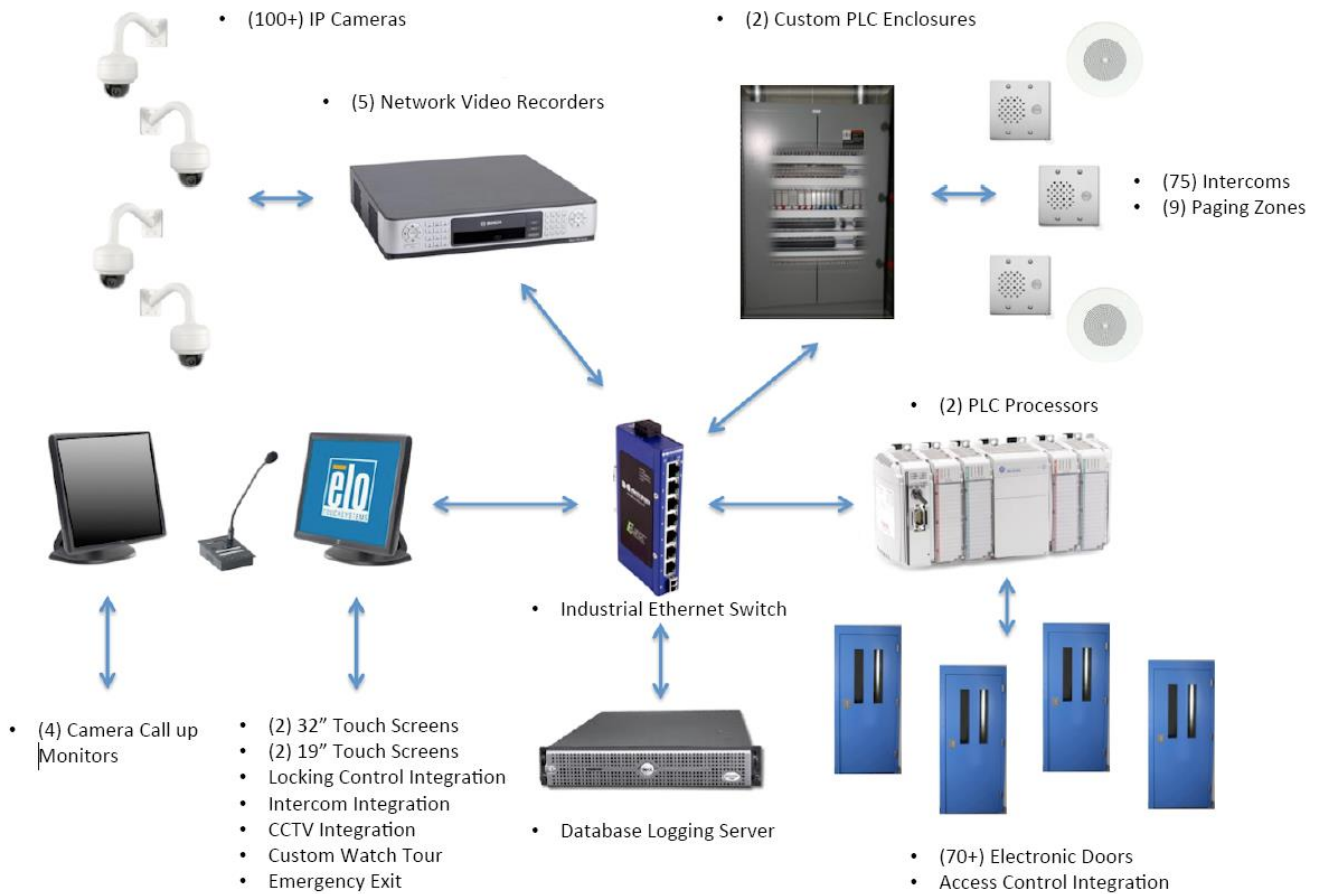 (100+) IP Cameras
(2) Custom PLC Enclosures
(5) Network Video Recorders
(75) Intercoms
(9) Paging Zones
(2) PLC Processors
elo
TOUCHSYSTEMS
Industrial Ethernet Switch
(4) Camera Call up
Monitors
(2) 32” Touch Screens
(2) 19” Touch Screens
Locking Control Integration
Intercom Integration
CCTV Integration
Custom Watch Tour
Emergency Exit
DELL
Database Logging Server
(70+) Electronic Doors
Access Control Integration